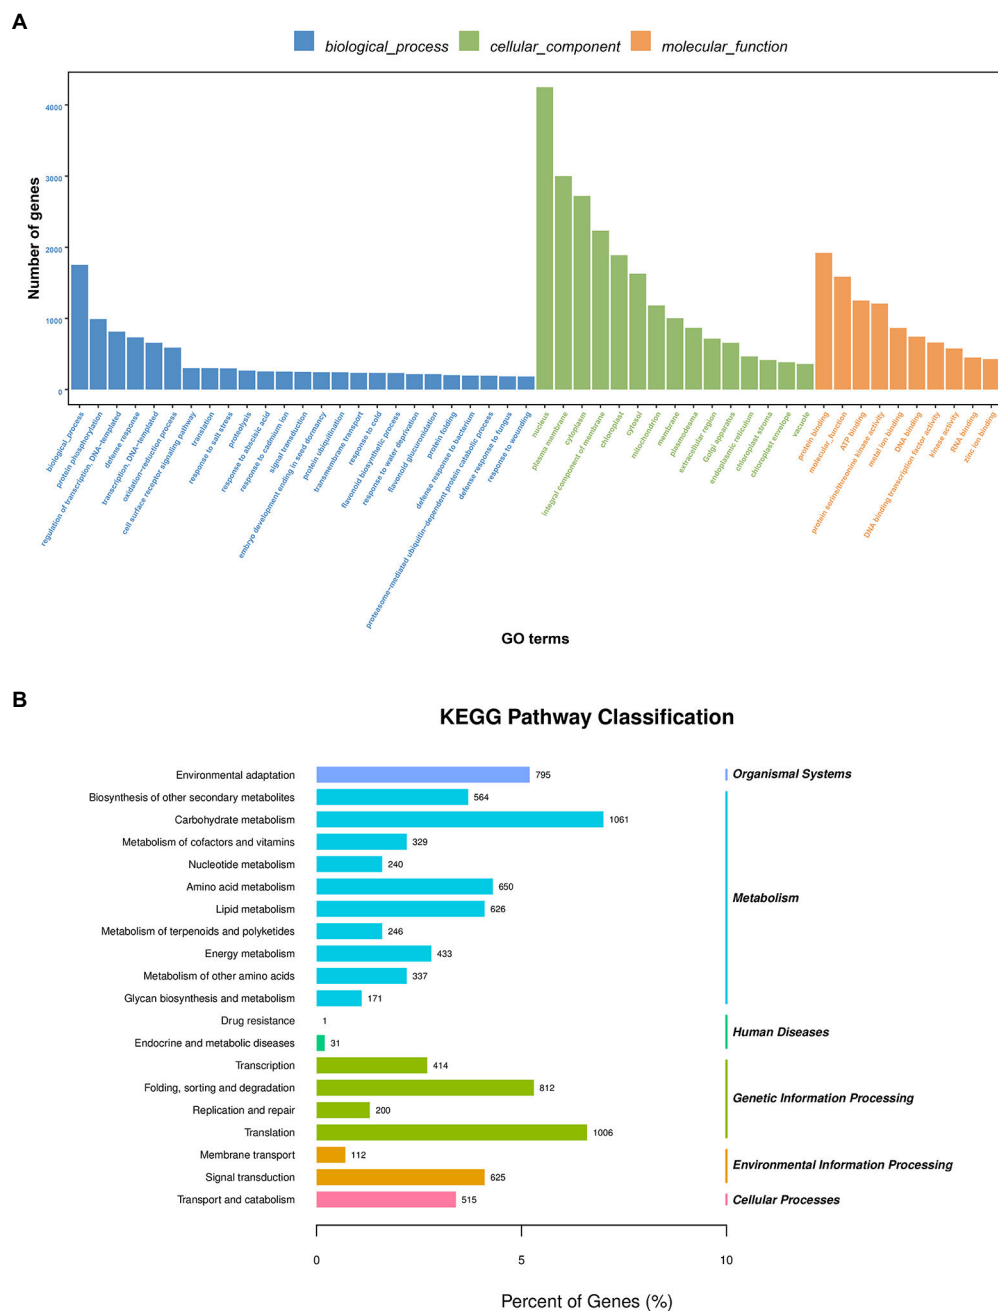 A
biological_process cellular_component molecular_function
Number of genes
4000
3000
2000
1000
0
biological_process
protein phosphorylation
regulation of transcription, DNA−templated
defense response
transcription, DNA−templated
oxidation−reduction process
cell surface receptor signaling pathway
translation
response to salt stress
proteolysis
response to abscisic acid
response to cadmium ion
signal transduction
embryo development ending in seed dormancy
protein ubiquitination
transmembrane transport
response to cold
flavonoid biosynthetic process
response to water deprivation
flavonoid glucuronidation
protein folding
defense response to bacterium
proteasome−mediated ubiquitin−dependent protein catabolic process
defense response to fungus
response to wounding
nucleus
plasma membrane
cytoplasm
integral component of membrane
chloroplast
cytosol
mitochondrion
membrane
plasmodesma
extracellular region
Golgi apparatus
endoplasmic reticulum
chloroplast stroma
chloroplast envelope
vacuole
protein binding
molecular_function
ATP binding
protein serine/threonine kinase activity
metal ion binding
DNA binding
DNA binding transcription factor activity
kinase activity
RNA binding
zinc ion binding
GO terms
B
KEGG Pathway Classification
Environmental adaptation 795 Organismal Systems
Biosynthesis of other secondary metabolites 564
Carbohydrate metabolism 1061
Metabolism of cofactors and vitamins 329
Nucleotide metabolism 240
Amino acid metabolism 650
Metabolism
Lipid metabolism 626
Metabolism of terpenoids and polyketides 246
Energy metabolism 433
Metabolism of other amino acids 337
Glycan biosynthesis and metabolism 171
Drug resistance 1
Human Diseases
Endocrine and metabolic diseases 31
Transcription 414
Folding, sorting and degradation 812
Genetic Information Processing
Replication and repair 200
Translation 1006
Membrane transport 112
Environmental Information Processing
Signal transduction 625
Transport and catabolism 515 Cellular Processes
0 5 10
Percent of Genes (%)